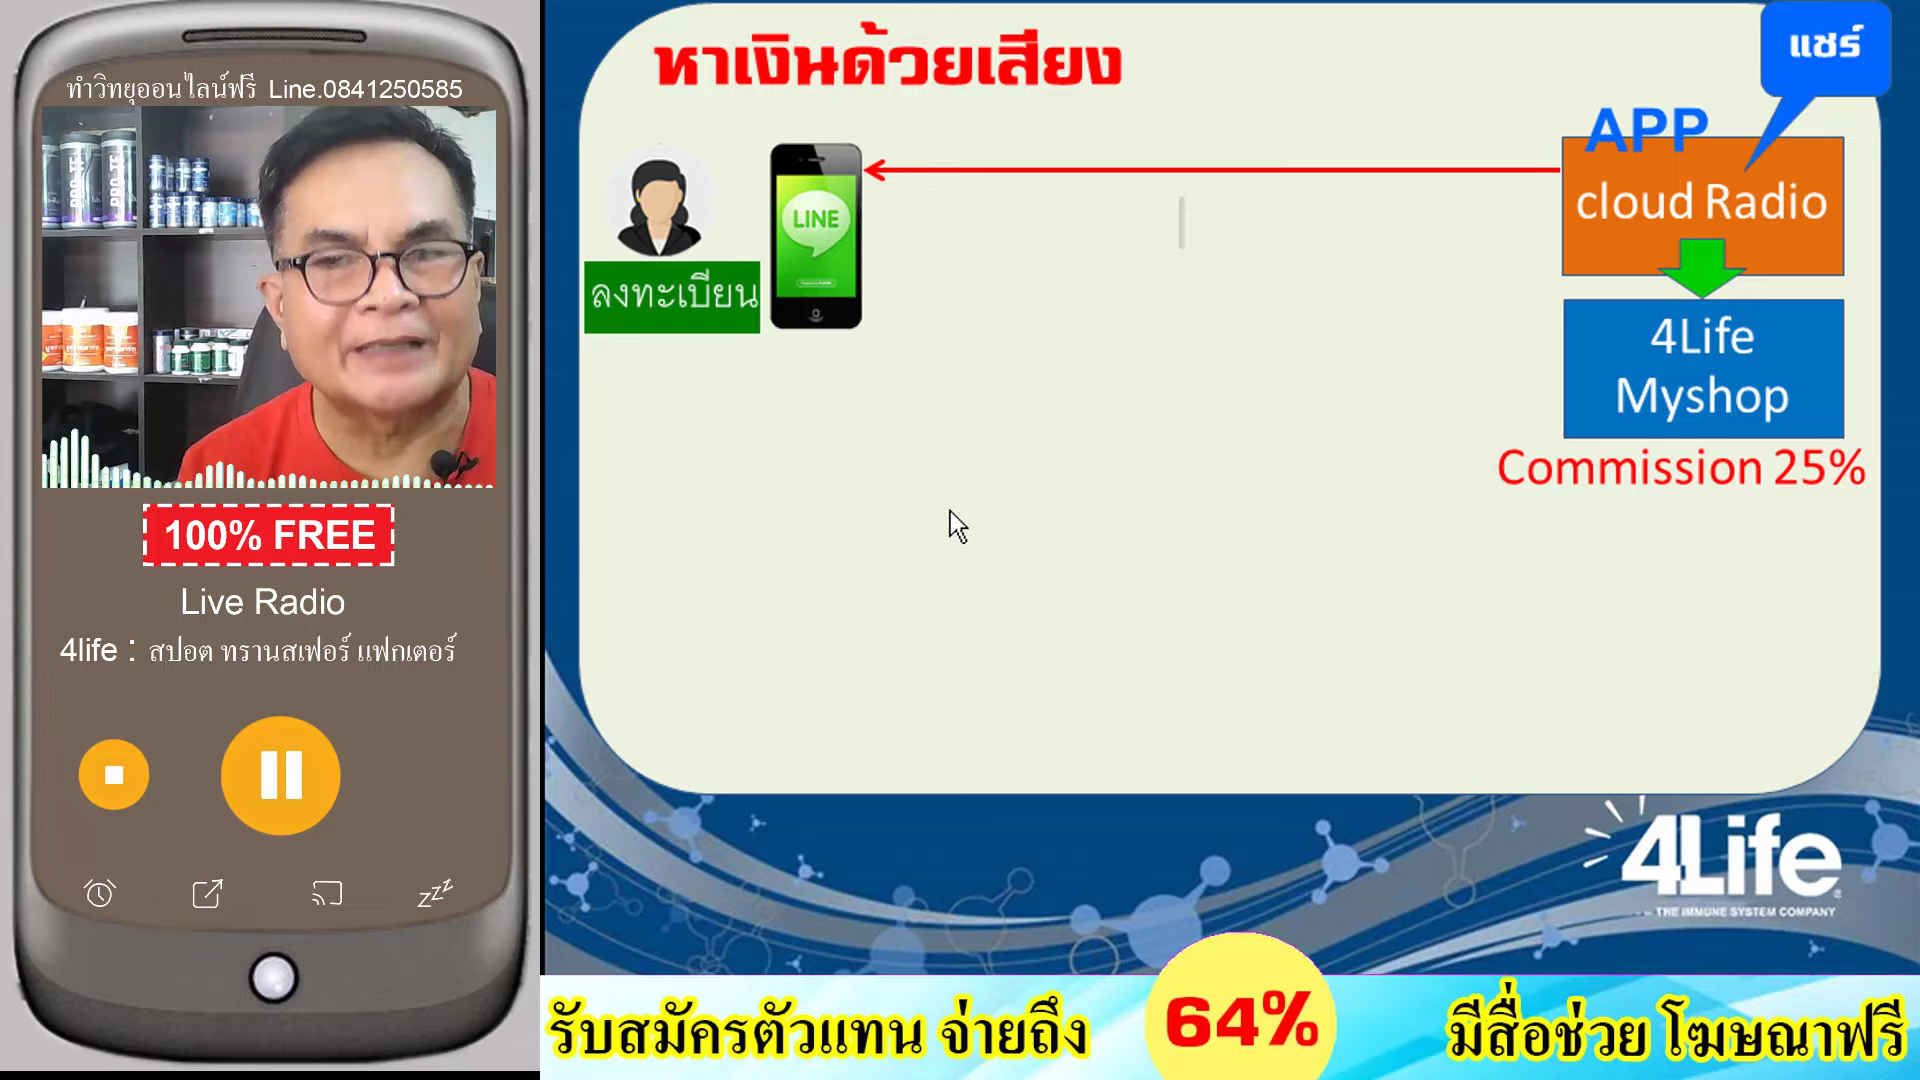 ทำวิทยุออนไลน์ฟรี Line.0841250585
PRO-TF
PRO-TF
100% FREE
Live Radio
4life : สปอต ทรานสเฟอร์ แฟกเตอร์
หาเงินด้วยเสียง
แชร์
APP
cloud Radio
LINE
ลงทะเบียน
4Life
Myshop
Commission 25%
4Life
THE IMMUNE SYSTEM COMPANY
รับสมัครตัวแทน จ่ายถึง 64% มีสื่อช่วย โฆษณาฟรี